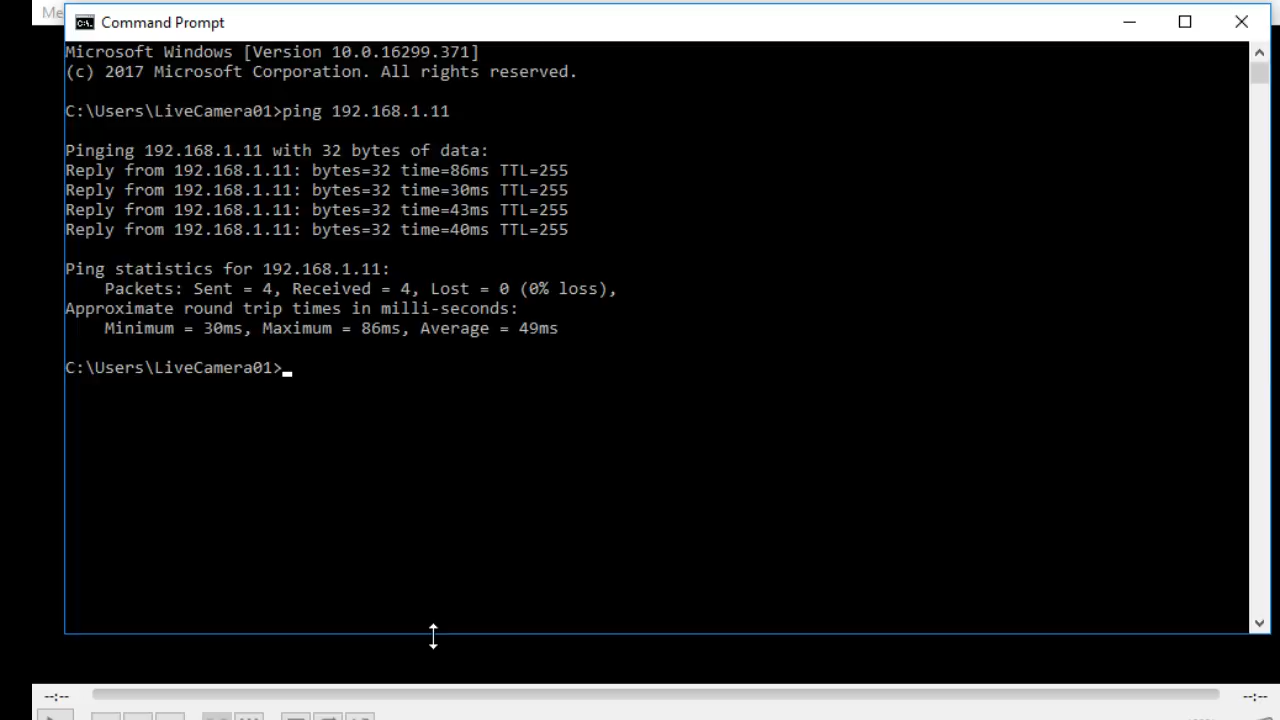 Me
Command Prompt
Microsoft Windows [Version 10.0.16299.371]
(c) 2017 Microsoft Corporation. All rights reserved.
C:\Users\LiveCamera01>ping 192.168.1.11
Pinging 192.168.1.11 with 32 bytes of data:
Reply from 192.168.1.11: bytes=32 time=86ms TTL=255
Reply from 192.168.1.11: bytes=32 time=30ms TTL=255
Reply from 192.168.1.11: bytes=32 time=43ms TTL=255
Reply from 192.168.1.11: bytes=32 time=40ms TTL=255
Ping statistics for 192.168.1.11:
Packets: Sent = 4, Received = 4, Lost = 0 (0% loss),
Approximate round trip times in milli-seconds:
Minimum = 30ms, Maximum = 86ms, Average = 49ms
C:\Users\LiveCamera01>
--:-- --:--